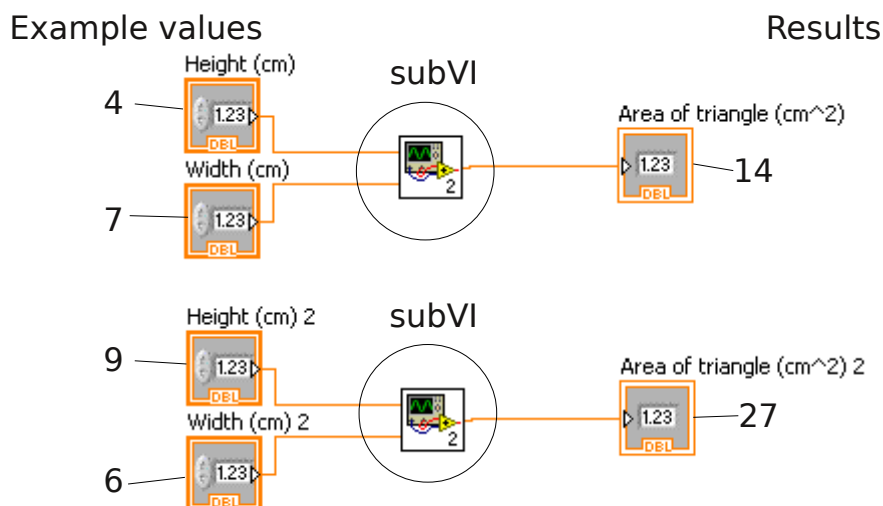 Example values
Results
Height (cm)
subVI
4
1.23
DBL
Area of triangle (cm^2)
Width (cm)
2
1.23
DBL
14
7
1.23
DBL
Height (cm) 2
subVI
9
1.23
DBL
Area of triangle (cm^2) 2
Width (cm) 2
2
1.23
DBL
27
6
1.23
DBL